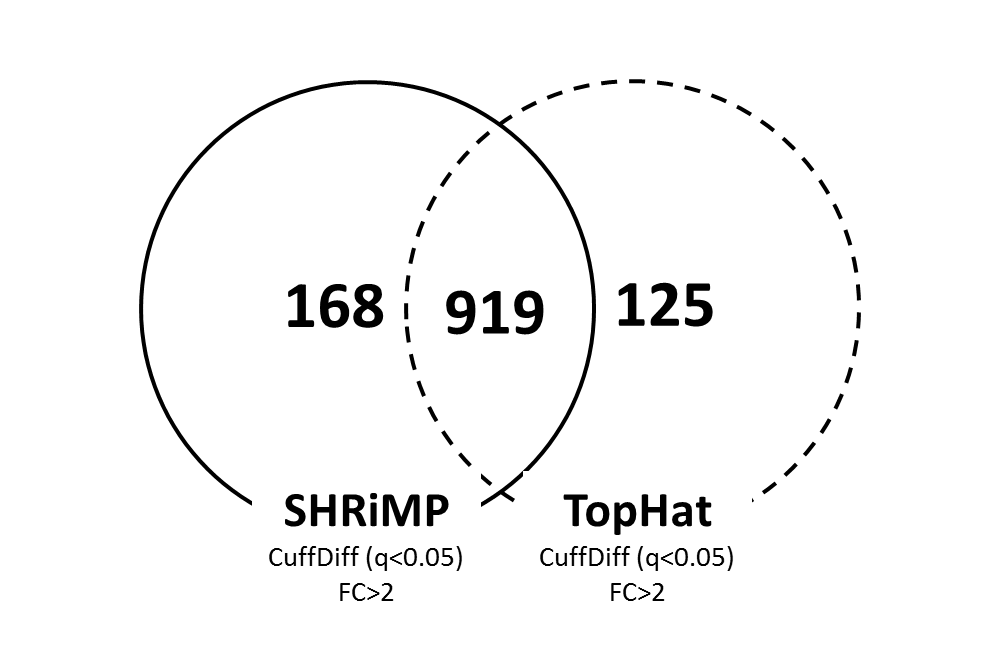 168
919
125
SHRiMP
CuffDiff (q<0.05)
FC>2
TopHat
CuffDiff (q<0.05)
FC>2